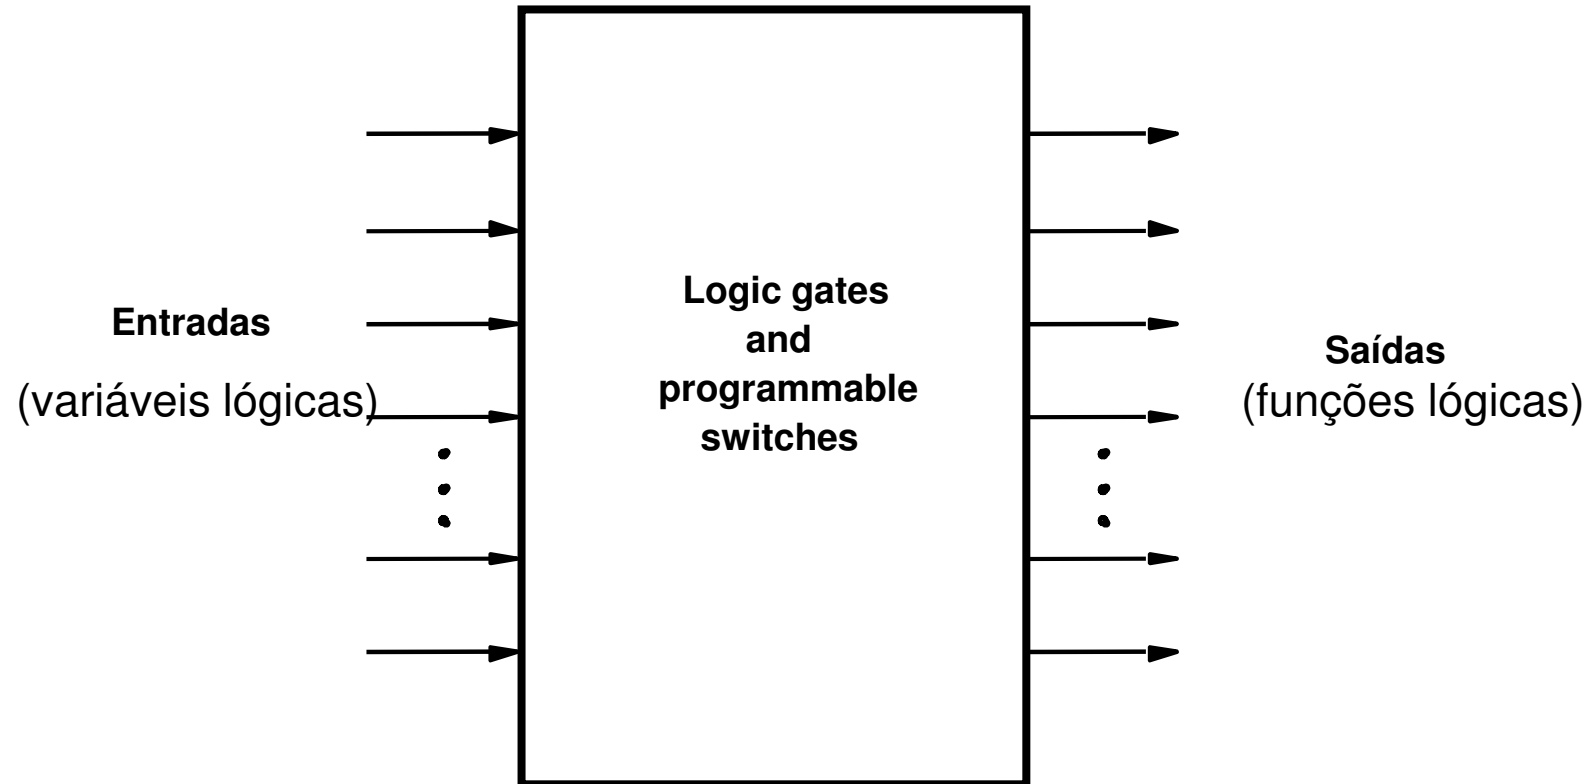 Entradas
(variáveis lógicas)
Logic gates
and
programmable
switches
Saídas
(funções lógicas)